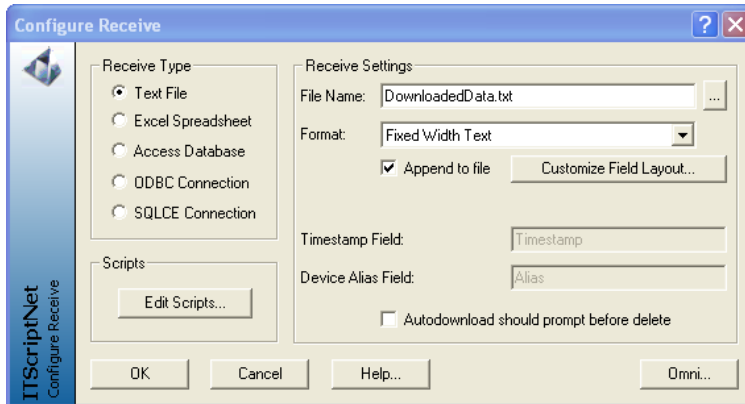 Configure Receive
Receive Type
Text File
Excel Spreadsheet
Access Database
ODBC Connection
SQLCE Connection
Scripts
Edit Scripts...
Receive Settings
File Name: DownloadedData.txt ...
Format: Fixed Width Text
Append to file Customize Field Layout...
Timestamp Field: Timestamp
Device Alias Field: Alias
Autodownload should prompt before delete
OK Cancel Help... Omni...
ITScriptNet
Configure Receive